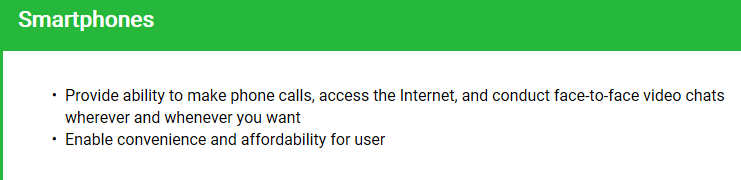 Smartphones
• Provide ability to make phone calls, access the Internet, and conduct face-to-face video chats
wherever and whenever you want
• Enable convenience and affordability for user